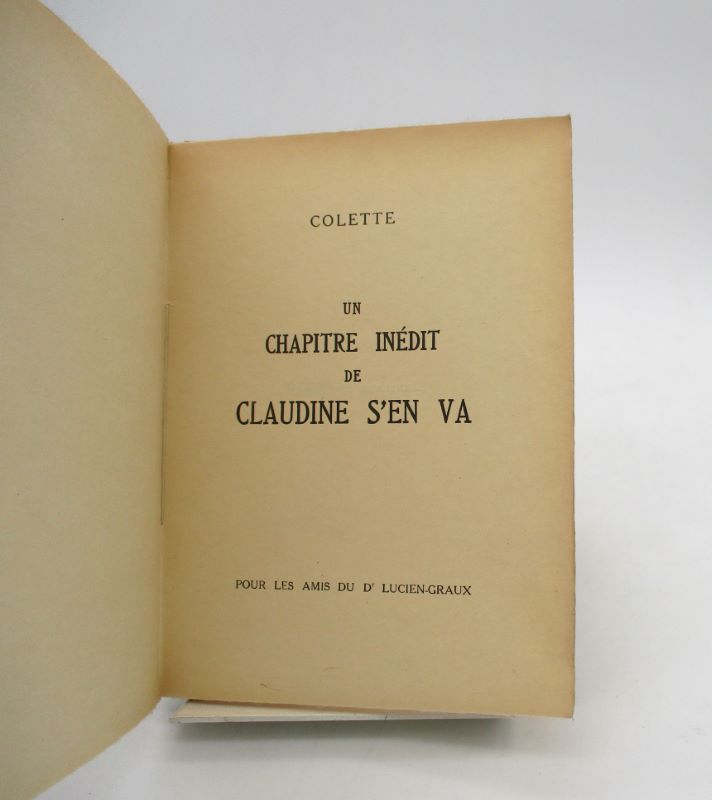 COLETTE
UN
CHAPITRE INÉDIT
DE
CLAUDINE S'EN VA
POUR LES AMIS DU Dr LUCIEN-GRAUX